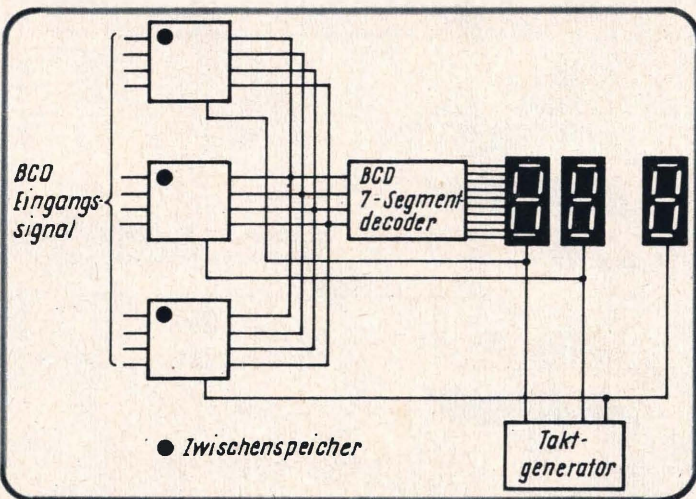 BCD
Eingangs-
signal
BCD
7-Segment-
decoder
● Zwischenspeicher
Takt-
generator